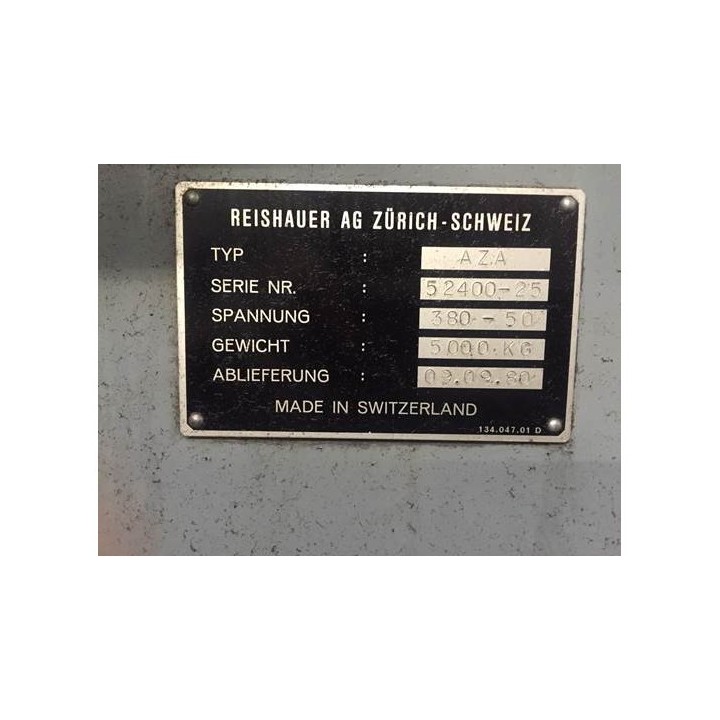 REISHAUER AG ZÜRICH-SCHWEIZ
TYP : AZA
SERIE NR. : 52400-25
SPANNUNG : 380-50
GEWICHT : 5000.KG
ABLIEFERUNG : 09.09.80
MADE IN SWITZERLAND
134.047.01 D